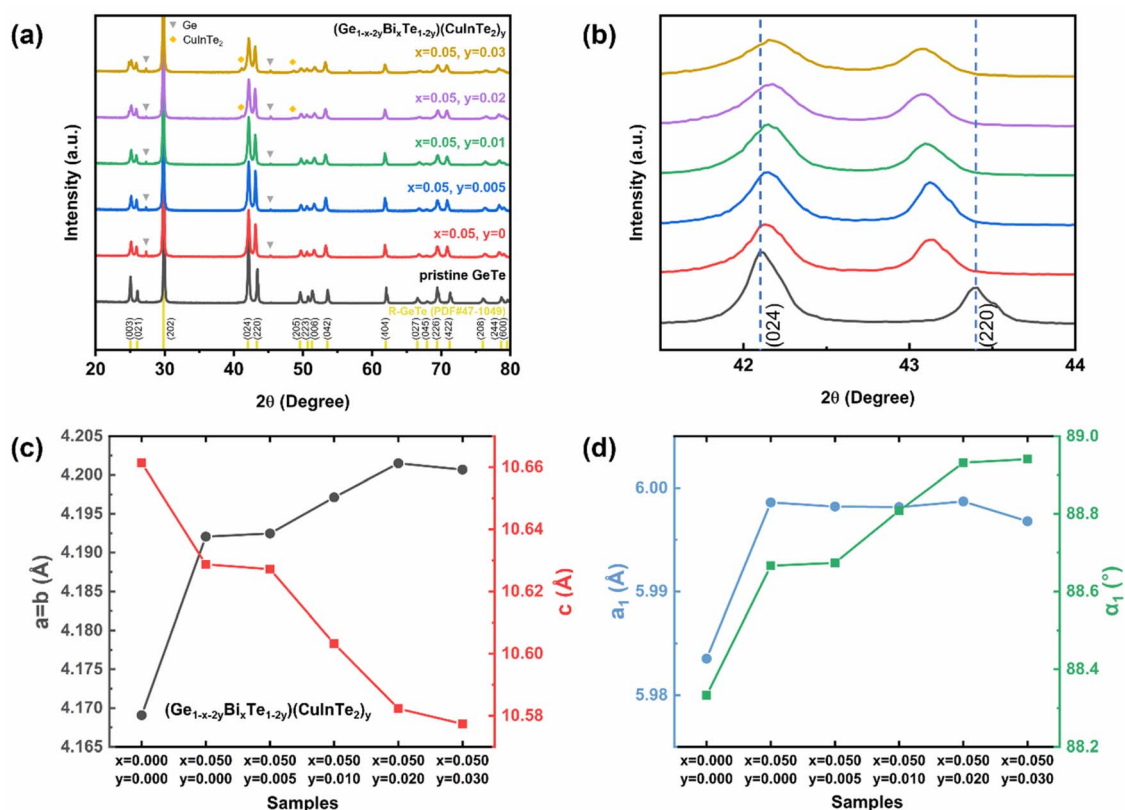 (a)
Ge
CuInTe2
(Ge1-x-2yBixTe1-2y)(CuInTe2)y
x=0.05, y=0.03
x=0.05, y=0.02
x=0.05, y=0.01
x=0.05, y=0.005
x=0.05, y=0
pristine GeTe
R-GeTe (PDF#47-1049)
(003) (021) (202) (024) (220) (205) (223) (006) (042) (404) (027) (045) (226) (422) (208) (244) (600)
Intensity (a.u.)
20 30 40 50 60 70 80
2θ (Degree)
(b)
Intensity (a.u.)
(024)
(220)
42 43 44
2θ (Degree)
(c)
4.205
4.200
4.195
4.190
4.185
4.180
4.175
4.170
4.165
a=b (Å)
10.66
10.64
10.62
10.60
10.58
c (Å)
(Ge1-x-2yBixTe1-2y)(CuInTe2)y
x=0.000 x=0.050 x=0.050 x=0.050 x=0.050 x=0.050
y=0.000 y=0.000 y=0.005 y=0.010 y=0.020 y=0.030
Samples
(d)
6.00
5.99
5.98
a1 (Å)
89.0
88.8
88.6
88.4
88.2
α1 (°)
x=0.000 x=0.050 x=0.050 x=0.050 x=0.050 x=0.050
y=0.000 y=0.000 y=0.005 y=0.010 y=0.020 y=0.030
Samples